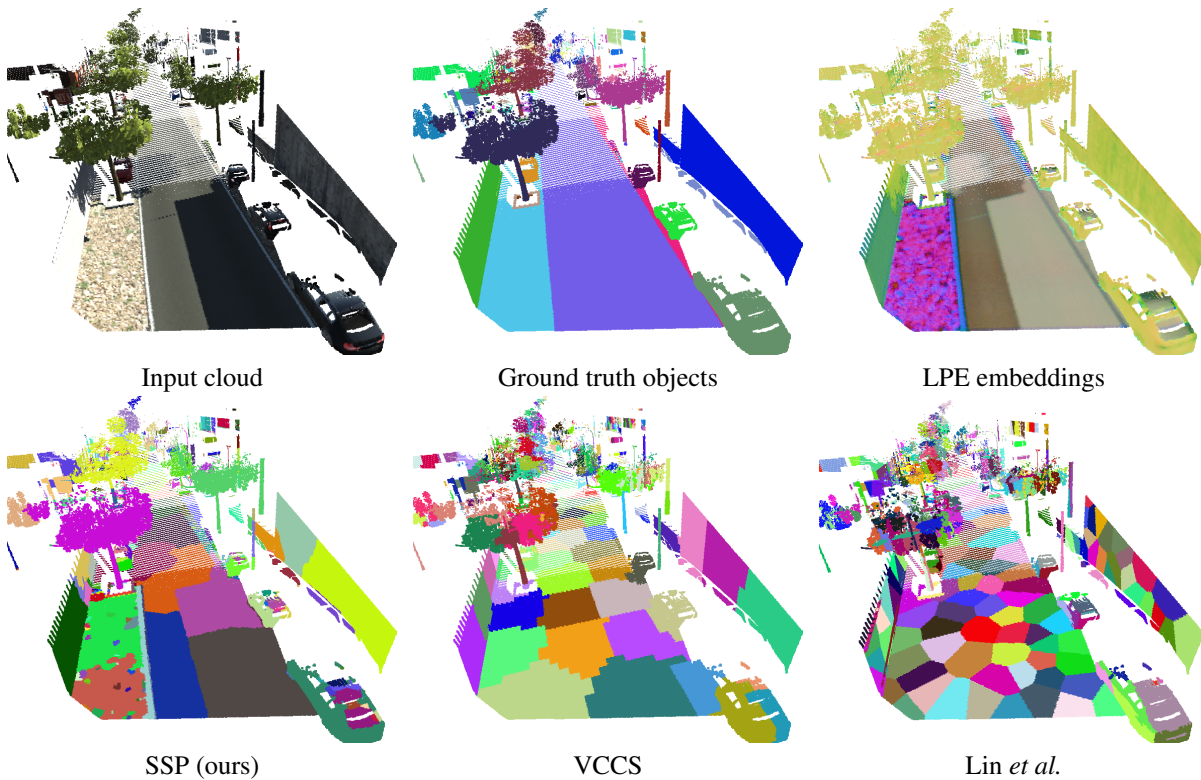 Input cloud
Ground truth objects
LPE embeddings
SSP (ours)
VCCS
Lin et al.